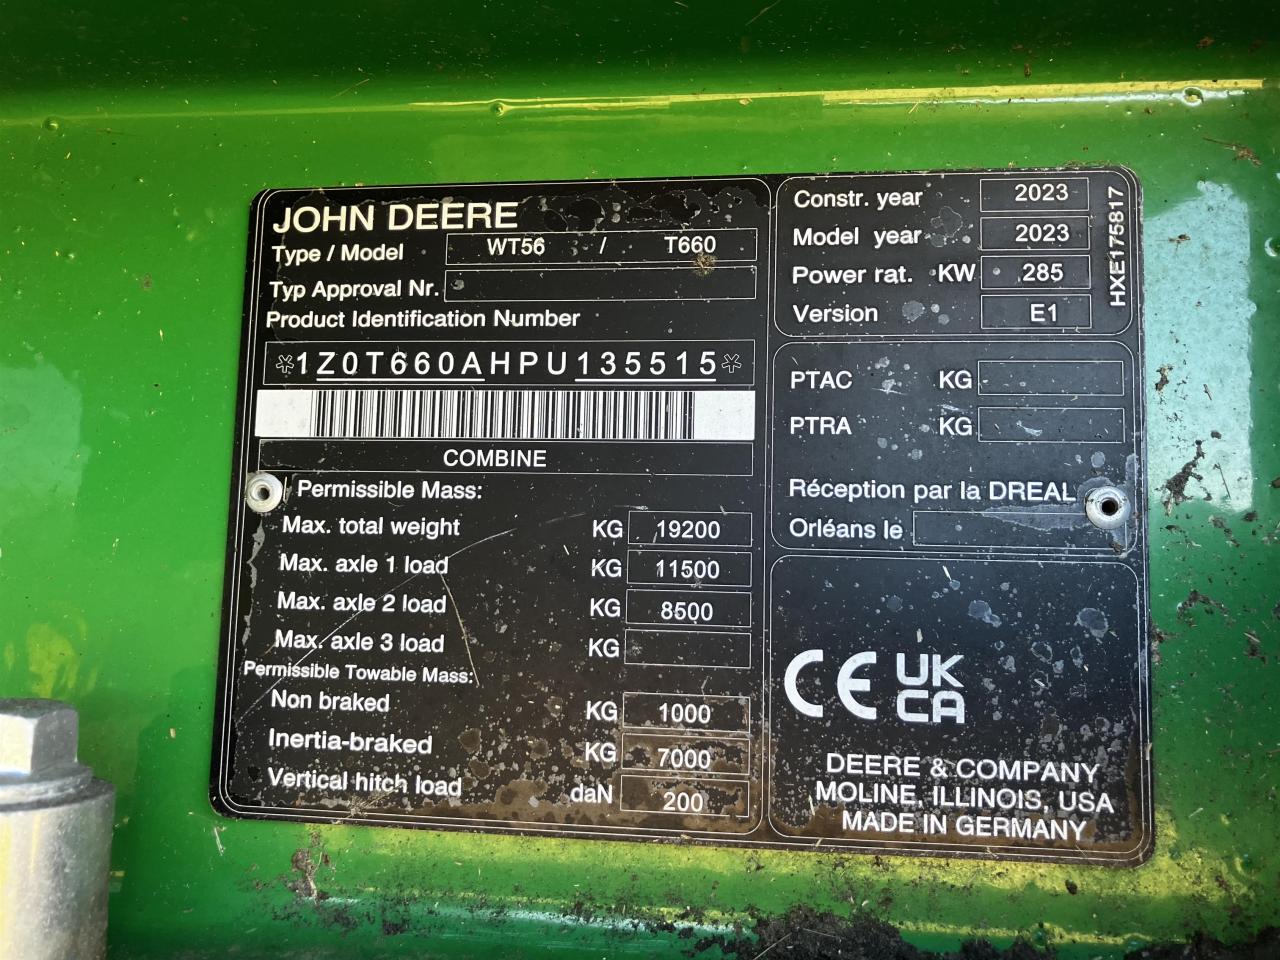 JOHN DEERE
Type / Model WT56 / T660
Typ Approval Nr.
Product Identification Number
*1Z0T660AHPU135515*
COMBINE
Permissible Mass:
Max. total weight KG 19200
Max. axle 1 load KG 11500
Max. axle 2 load KG 8500
Max. axle 3 load KG
Permissible Towable Mass:
Non braked KG 1000
Inertia-braked KG 7000
Vertical hitch load daN 200
Constr. year 2023
Model year 2023
Power rat. KW 285
Version E1
HXE175817
PTAC KG
PTRA KG
Réception par la DREAL
Orléans le
CE UK
CA
DEERE & COMPANY
MOLINE, ILLINOIS, USA
MADE IN GERMANY